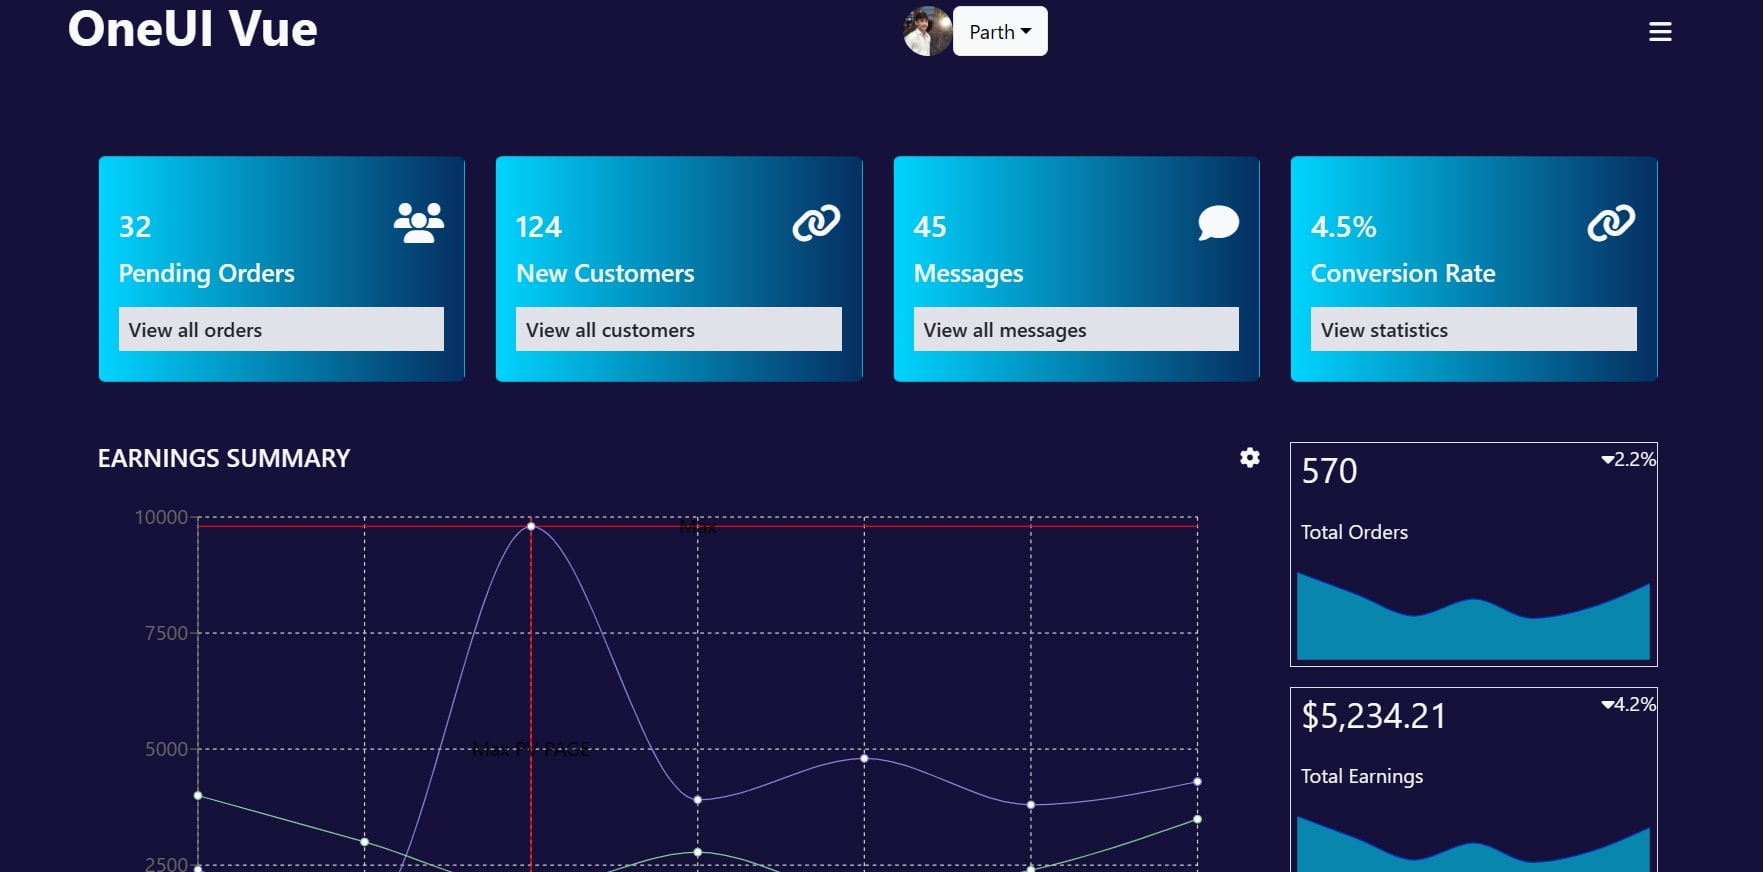 OneUI Vue
Parth
32
Pending Orders
View all orders
124
New Customers
View all customers
45
Messages
View all messages
4.5%
Conversion Rate
View statistics
EARNINGS SUMMARY
10000
Max
7500
5000
Max PV PAGE
2500
570
2.2%
Total Orders
$5,234.21
4.2%
Total Earnings